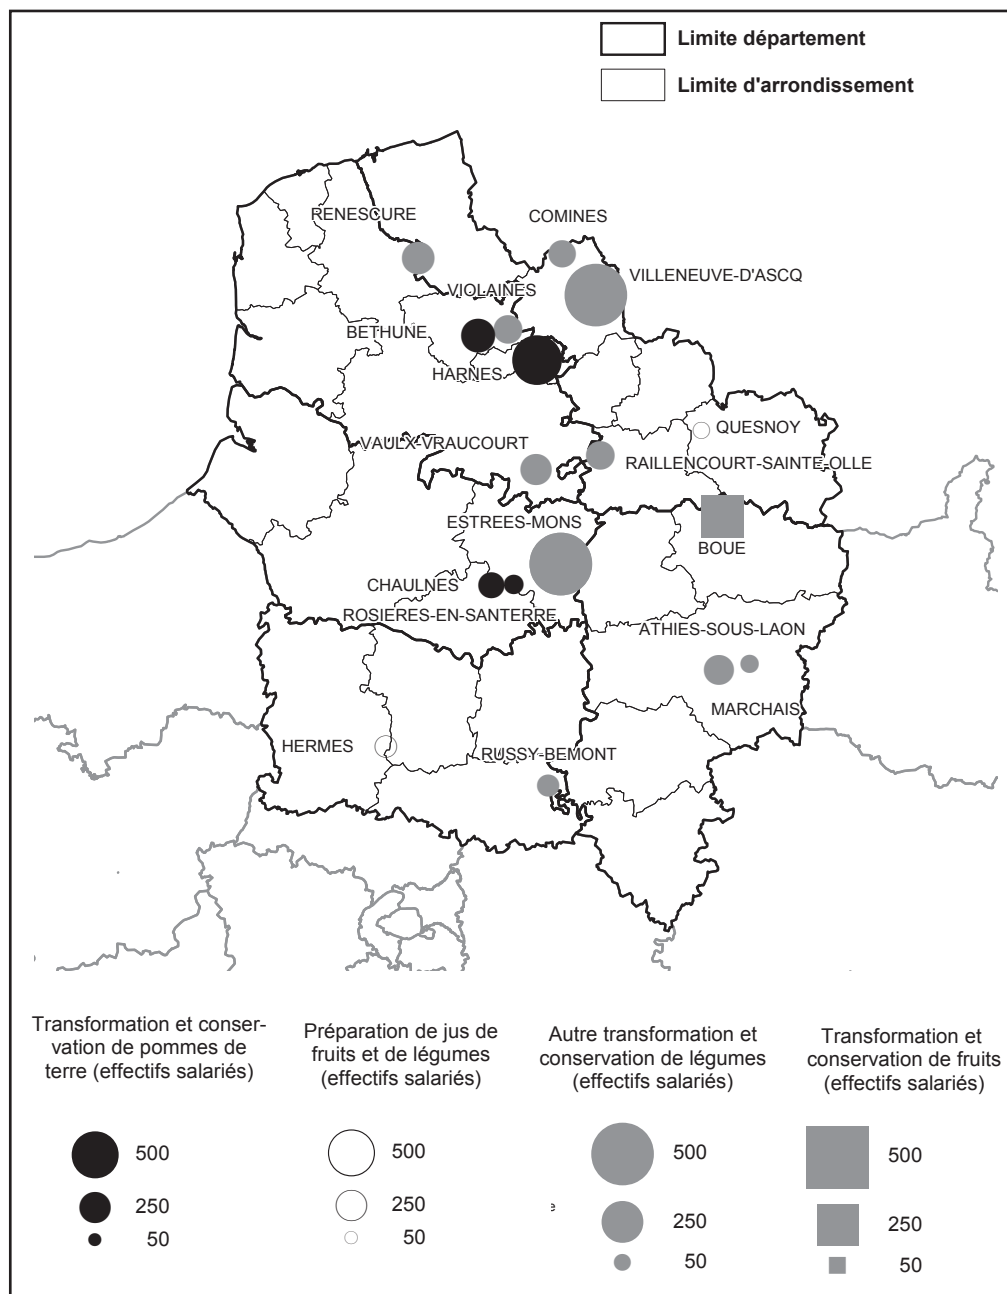 Limite département
Limite d'arrondissement
RENESCURE
COMINES
VILLENEUVE-D'ASCQ
VIOLAINES
BETHUNE
HARNES
QUESNOY
VAULX-VRAUCOURT
RAILLENCOURT-SAINTE-OLLE
ESTREES-MONS
BOUE
CHAULNES
ROSIERES-EN-SANTERRE
ATHIES-SOUS-LAON
MARCHAIS
HERMES
RUSSY-BEMONT
Transformation et conser-
vation de pommes de
terre (effectifs salariés)
500
250
50
Préparation de jus de
fruits et de légumes
(effectifs salariés)
500
250
50
Autre transformation et
conservation de légumes
(effectifs salariés)
500
e
250
50
Transformation et
conservation de fruits
(effectifs salariés)
500
250
50